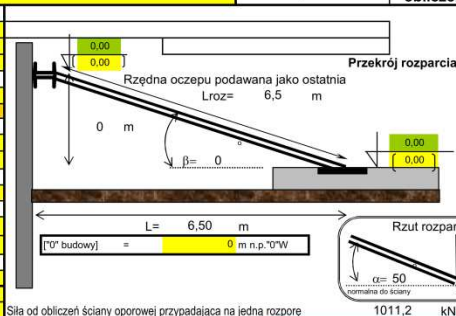 0,00
0,00
Przekrój rozparcia
Rzędna oczepu podawana jako ostatnia
Lroz= 6,5 m
0 m
0,00
0,00
β= 0
L= 6,50 m
["0" budowy] = 0 m n.p."0"W
Rzut rozpar
α= 50
normalna do ściany
Siła od obliczeń ściany oporowej przypadająca na jedną rozporę 1011,2 kN